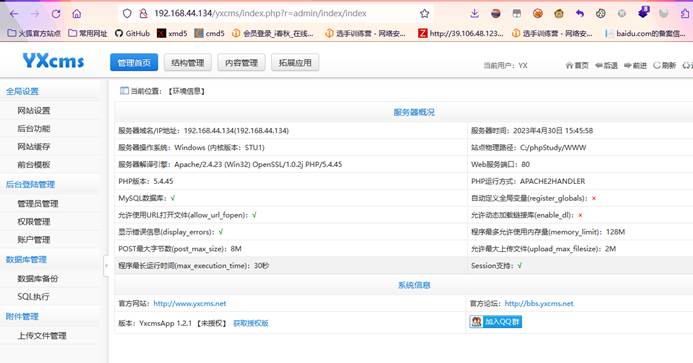 192.168.44.134/yxcms/index.php?r=admin/index/index
火狐官方站点 常用网址 GitHub xmd5 cmd5 会员登录_i春秋_在线... 选手训练营 - 网络安... http://39.106.48.123... 选手训练营 - 网络安... baidu.com的备案信...
YXcms 管理首页 结构管理 内容管理 拓展应用 当前用户：YX 首页 后退 前进 刷新
全局设置
网站设置
后台功能
网站缓存
前台模板
后台登陆管理
管理员管理
权限管理
账户管理
数据库管理
数据库备份
SQL执行
附件管理
上传文件管理
当前位置：【环境信息】
服务器概况
服务器域名/IP地址：192.168.44.134(192.168.44.134) 服务器时间：2023年4月30日 15:45:58
服务器操作系统：Windows (内核版本：STU1) 站点物理路径：C:/phpStudy/WWW
服务器解译引擎：Apache/2.4.23 (Win32) OpenSSL/1.0.2j PHP/5.4.45 Web服务端口：80
PHP版本：5.4.45 PHP运行方式：APACHE2HANDLER
MySQL数据库：√ 自定义全局变量(register_globals)：×
允许使用URL打开文件(allow_url_fopen)：√ 允许动态加载链接库(enable_dl)：×
显示错误信息(display_errors)：√ 程序最多允许使用内存量(memory_limit)：128M
POST最大字节数(post_max_size)：8M 允许最大上传文件(upload_max_filesize)：2M
程序最长运行时间(max_execution_time)：30秒 Session支持：√
系统信息
官方网站：http://www.yxcms.net 官方论坛：http://bbs.yxcms.net
版本：YxcmsApp 1.2.1 【未授权】 获取授权版 加入QQ群